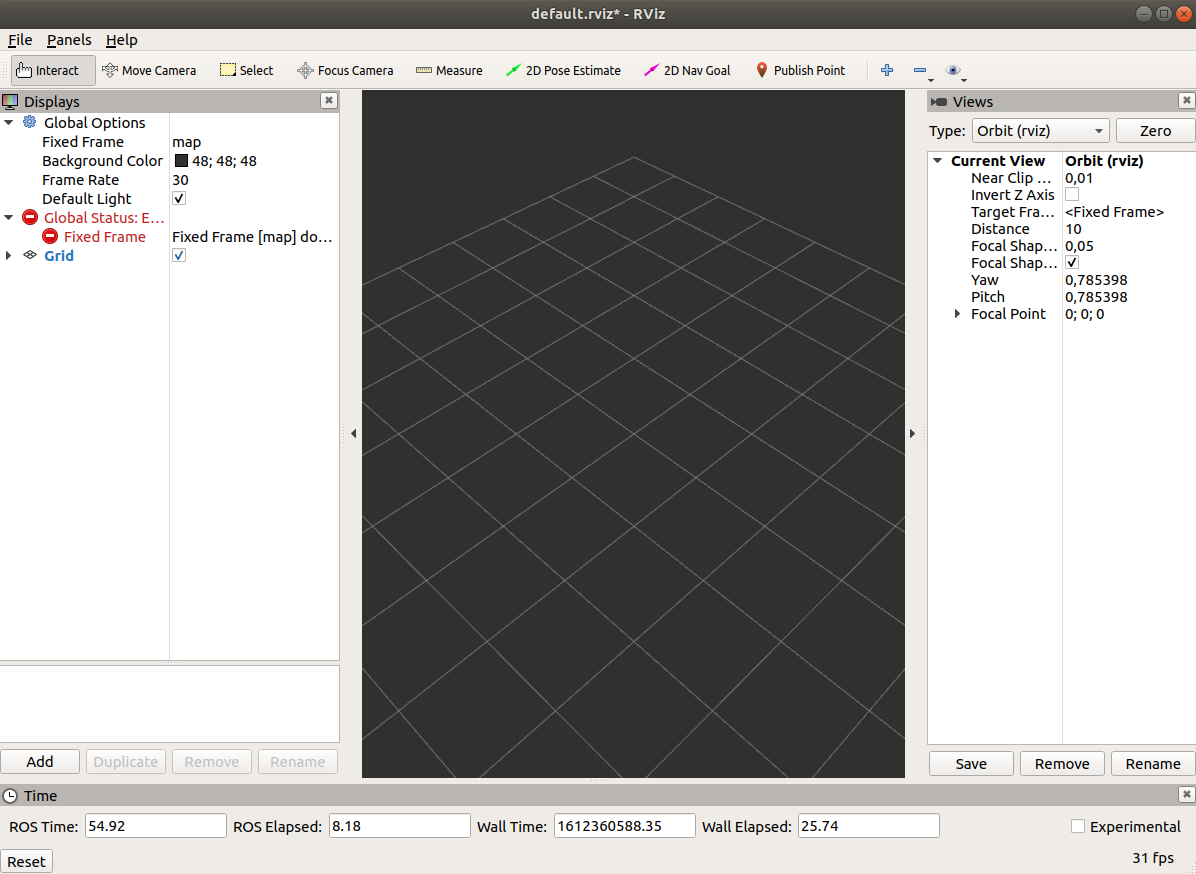 default.rviz* - RViz
File Panels Help
Interact Move Camera Select Focus Camera Measure 2D Pose Estimate 2D Nav Goal Publish Point
Displays
Global Options
Fixed Frame map
Background Color 48; 48; 48
Frame Rate 30
Default Light
Global Status: E...
Fixed Frame Fixed Frame [map] do...
Grid
Add Duplicate Remove Rename
Views
Type: Orbit (rviz) Zero
Current View Orbit (rviz)
Near Clip ... 0,01
Invert Z Axis
Target Fra... <Fixed Frame>
Distance 10
Focal Shap... 0,05
Focal Shap...
Yaw 0,785398
Pitch 0,785398
Focal Point 0; 0; 0
Save Remove Rename
Time
ROS Time: 54.92 ROS Elapsed: 8.18 Wall Time: 1612360588.35 Wall Elapsed: 25.74 Experimental
Reset 31 fps